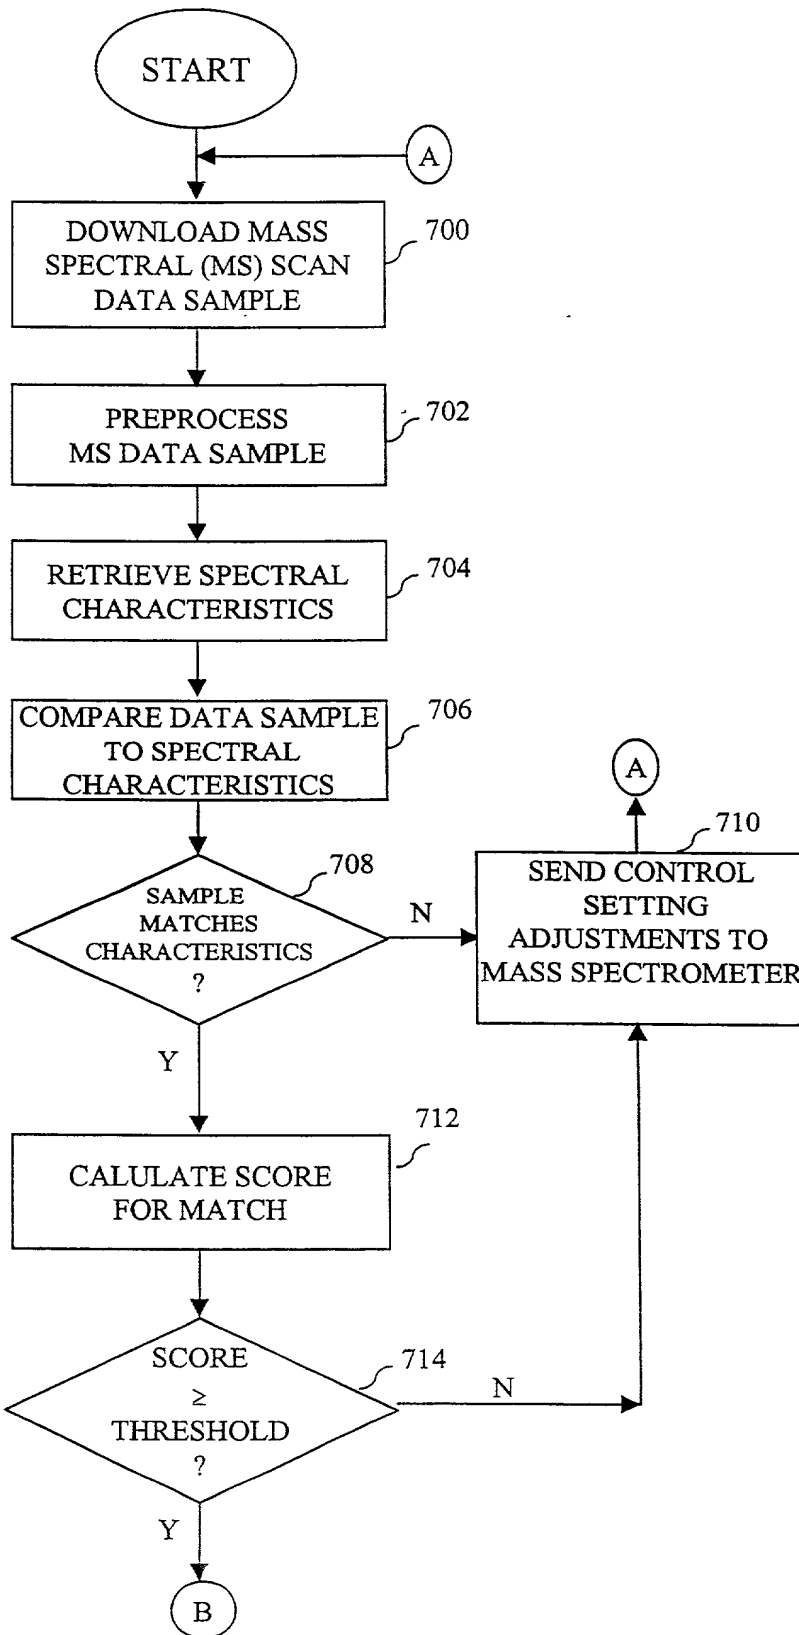 START
A
DOWNLOAD MASS
SPECTRAL (MS) SCAN
DATA SAMPLE
700
PREPROCESS
MS DATA SAMPLE
702
RETRIEVE SPECTRAL
CHARACTERISTICS
704
COMPARE DATA SAMPLE
TO SPECTRAL
CHARACTERISTICS
706
A
710
SEND CONTROL
SETTING
ADJUSTMENTS TO
MASS SPECTROMETER
708
SAMPLE
MATCHES
CHARACTERISTICS
?
N
Y
712
CALULATE SCORE
FOR MATCH
SCORE
≥
THRESHOLD
?
714
N
Y
B